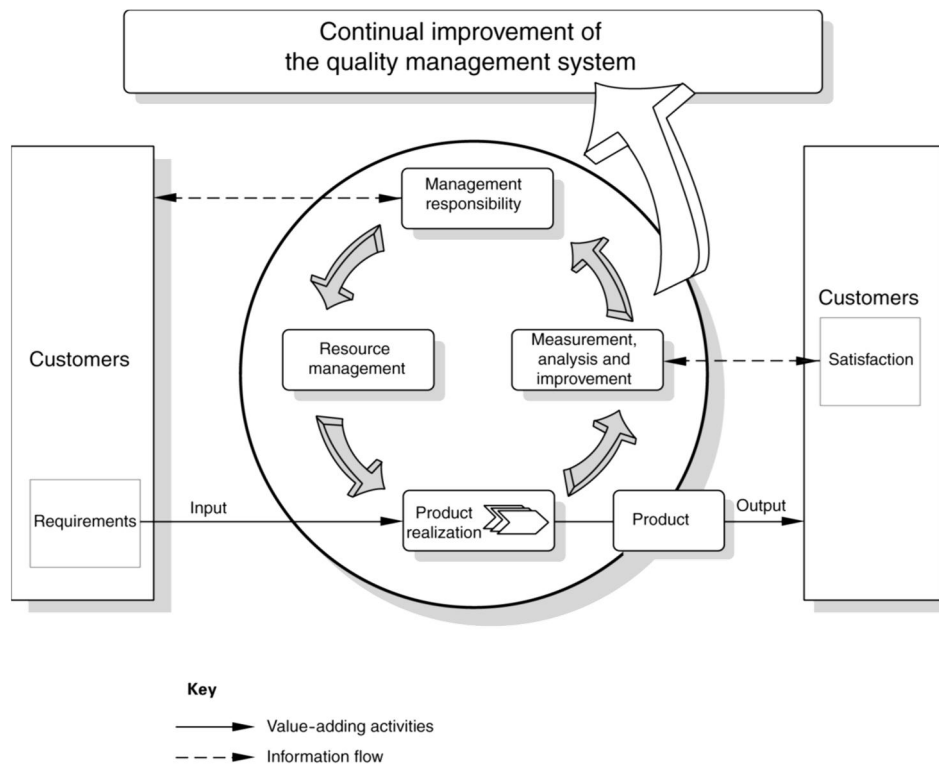 Continual improvement of
the quality management system
Management
responsibility
Customers
Resource
management
Measurement,
analysis and
improvement
Customers
Satisfaction
Requirements
Input
Product
realization
Product
Output
Key
Value-adding activities
Information flow